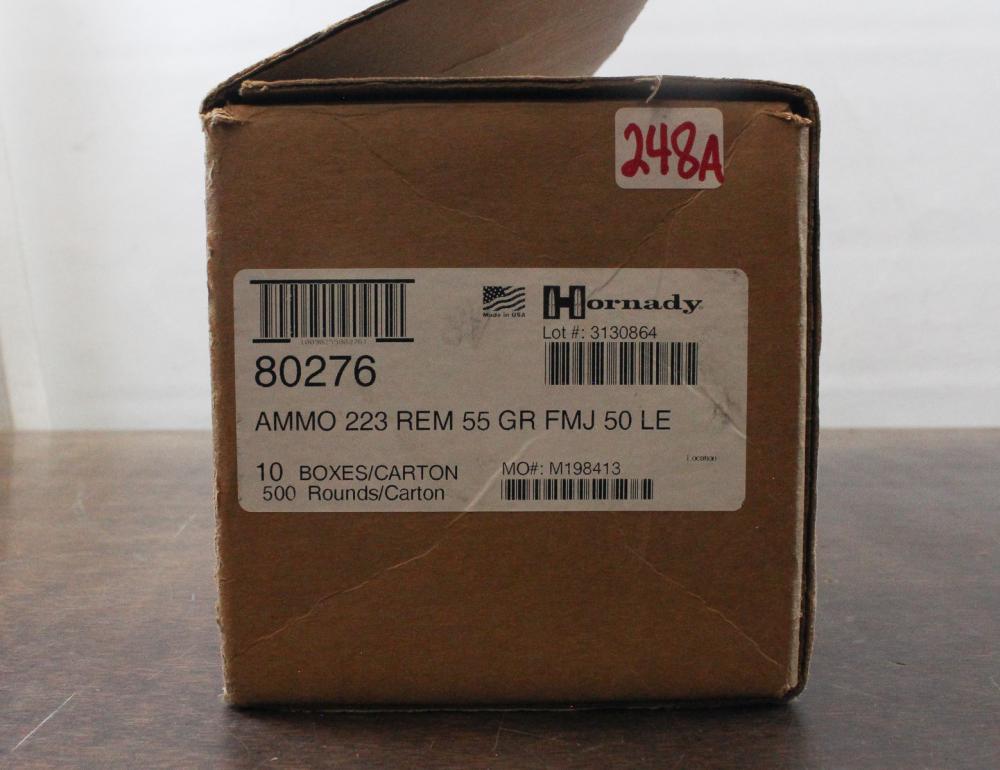 248A
Made in USA
Hornady
Lot #: 3130864
80276
AMMO 223 REM 55 GR FMJ 50 LE
10 BOXES/CARTON
500 Rounds/Carton
MO#: M198413
Location